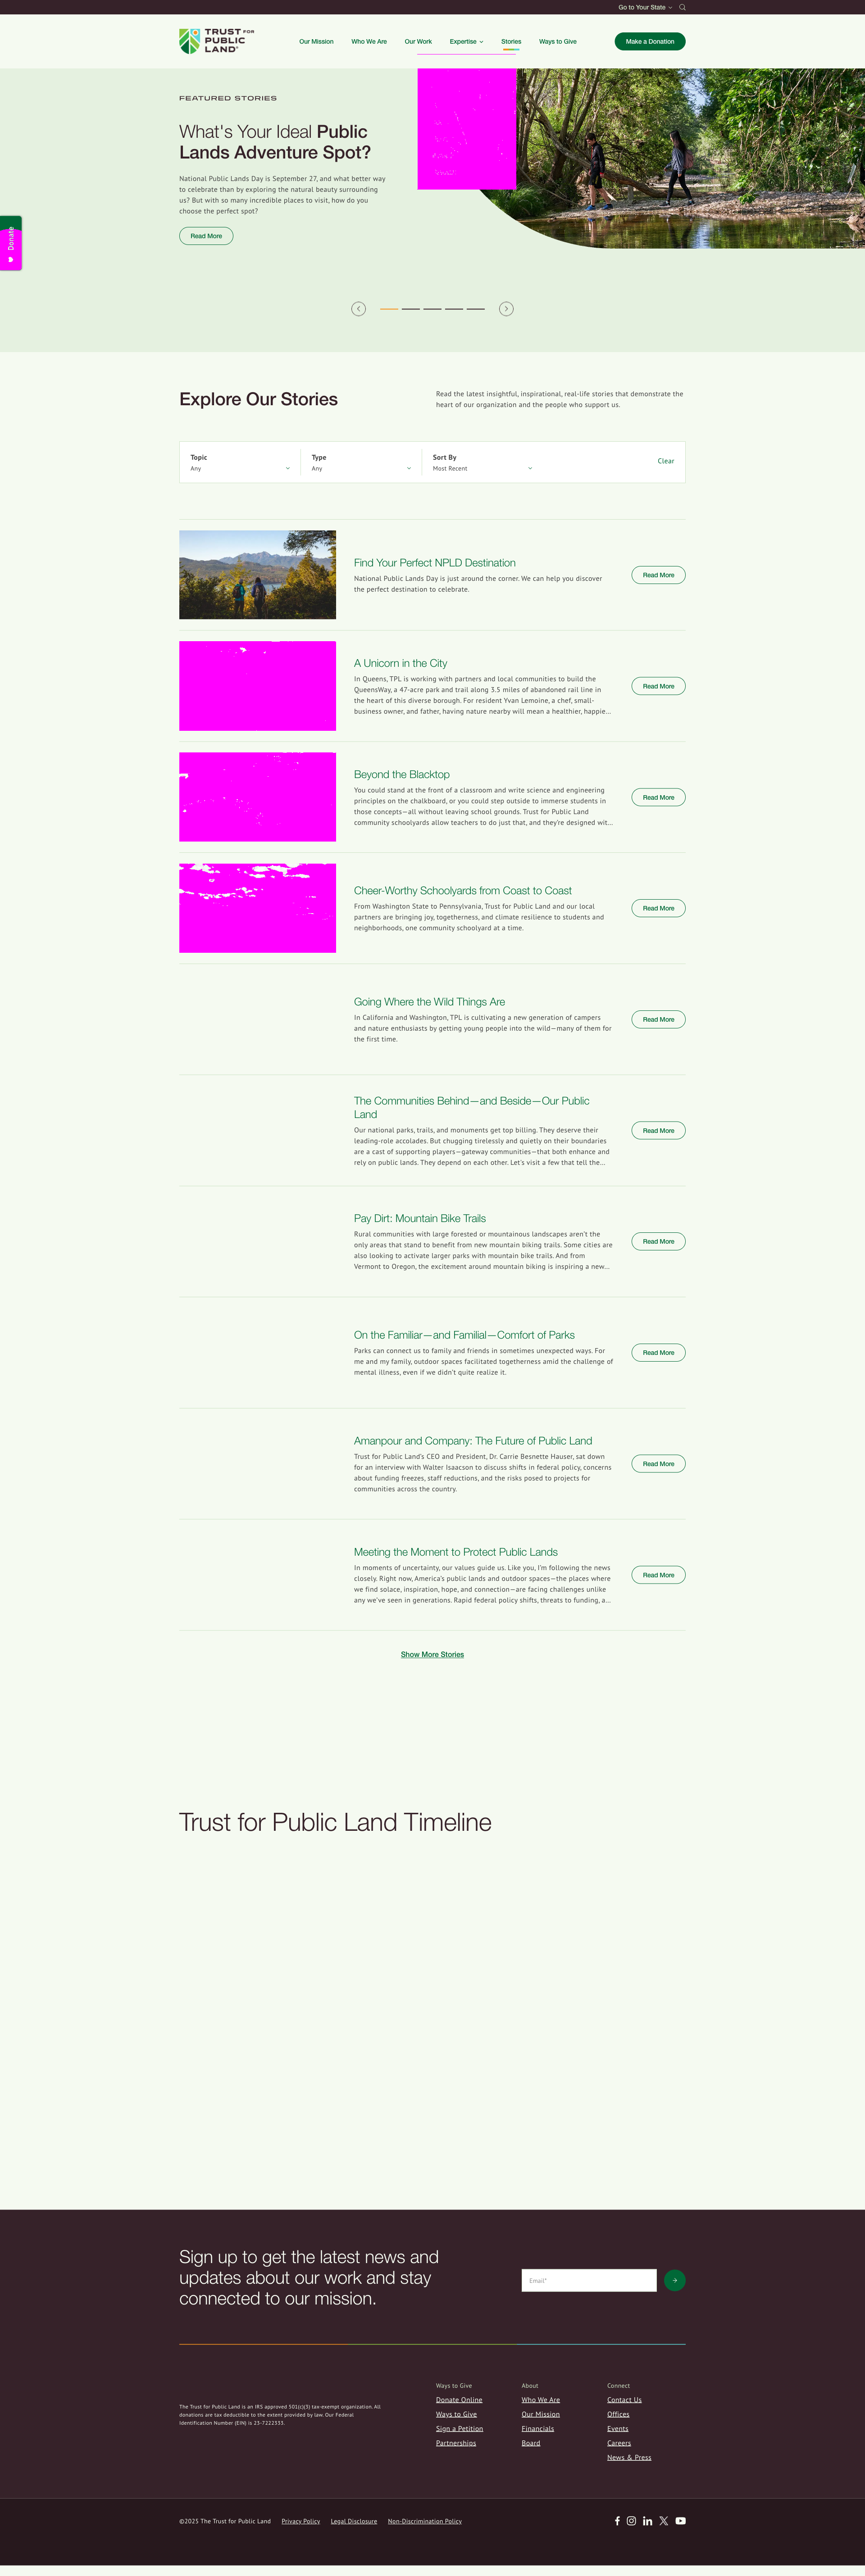 Go to Your State
TRUST FOR
PUBLIC
LAND
Our Mission
Who We Are
Our Work
Expertise
Stories
Ways to Give
Make a Donation
FEATURED STORIES
What's Your Ideal Public
Lands Adventure Spot?
National Public Lands Day is September 27, and what better way
to celebrate than by exploring the natural beauty surrounding
us? But with so many incredible places to visit, how do you
choose the perfect spot?
Read More
Donate
Explore Our Stories
Read the latest insightful, inspirational, real-life stories that demonstrate the
heart of our organization and the people who support us.
Topic
Any
Type
Any
Sort By
Most Recent
Clear
Find Your Perfect NPLD Destination
National Public Lands Day is just around the corner. We can help you discover
the perfect destination to celebrate.
Read More
A Unicorn in the City
In Queens, TPL is working with partners and local communities to build the
QueensWay, a 47-acre park and trail along 3.5 miles of abandoned rail line in
the heart of this diverse borough. For resident Yvan Lemoine, a chef, small-
business owner, and father, having nature nearby will mean a healthier, happie...
Read More
Beyond the Blacktop
You could stand at the front of a classroom and write science and engineering
principles on the chalkboard, or you could step outside to immerse students in
those concepts—all without leaving school grounds. Trust for Public Land
community schoolyards allow teachers to do just that, and they're designed wit...
Read More
Cheer-Worthy Schoolyards from Coast to Coast
From Washington State to Pennsylvania, Trust for Public Land and our local
partners are bringing joy, togetherness, and climate resilience to students and
neighborhoods, one community schoolyard at a time.
Read More
Going Where the Wild Things Are
In California and Washington, TPL is cultivating a new generation of campers
and nature enthusiasts by getting young people into the wild—many of them for
the first time.
Read More
The Communities Behind—and Beside—Our Public
Land
Our national parks, trails, and monuments get top billing. They deserve their
leading-role accolades. But chugging tirelessly and quietly on their boundaries
are a cast of supporting players—gateway communities—that both enhance and
rely on public lands. They depend on each other. Let's visit a few that tell the...
Read More
Pay Dirt: Mountain Bike Trails
Rural communities with large forested or mountainous landscapes aren't the
only areas that stand to benefit from new mountain biking trails. Some cities are
also looking to activate larger parks with mountain bike trails. And from
Vermont to Oregon, the excitement around mountain biking is inspiring a new...
Read More
On the Familiar—and Familial—Comfort of Parks
Parks can connect us to family and friends in sometimes unexpected ways. For
me and my family, outdoor spaces facilitated togetherness amid the challenge of
mental illness, even if we didn't quite realize it.
Read More
Amanpour and Company: The Future of Public Land
Trust for Public Land's CEO and President, Dr. Carrie Besnette Hauser, sat down
for an interview with Walter Isaacson to discuss shifts in federal policy, concerns
about funding freezes, staff reductions, and the risks posed to projects for
communities across the country.
Read More
Meeting the Moment to Protect Public Lands
In moments of uncertainty, our values guide us. Like you, I'm following the news
closely. Right now, America's public lands and outdoor spaces—the places where
we find solace, inspiration, hope, and connection—are facing challenges unlike
any we've seen in generations. Rapid federal policy shifts, threats to funding, a...
Read More
Show More Stories
Trust for Public Land Timeline
Sign up to get the latest news and
updates about our work and stay
connected to our mission.
Email*
The Trust for Public Land is an IRS approved 501(c)(3) tax-exempt organization. All
donations are tax deductible to the extent provided by law. Our Federal
Identification Number (EIN) is 23-7222333.
Ways to Give
Donate Online
Ways to Give
Sign a Petition
Partnerships
About
Who We Are
Our Mission
Financials
Board
Connect
Contact Us
Offices
Events
Careers
News & Press
©2025 The Trust for Public Land
Privacy Policy
Legal Disclosure
Non-Discrimination Policy